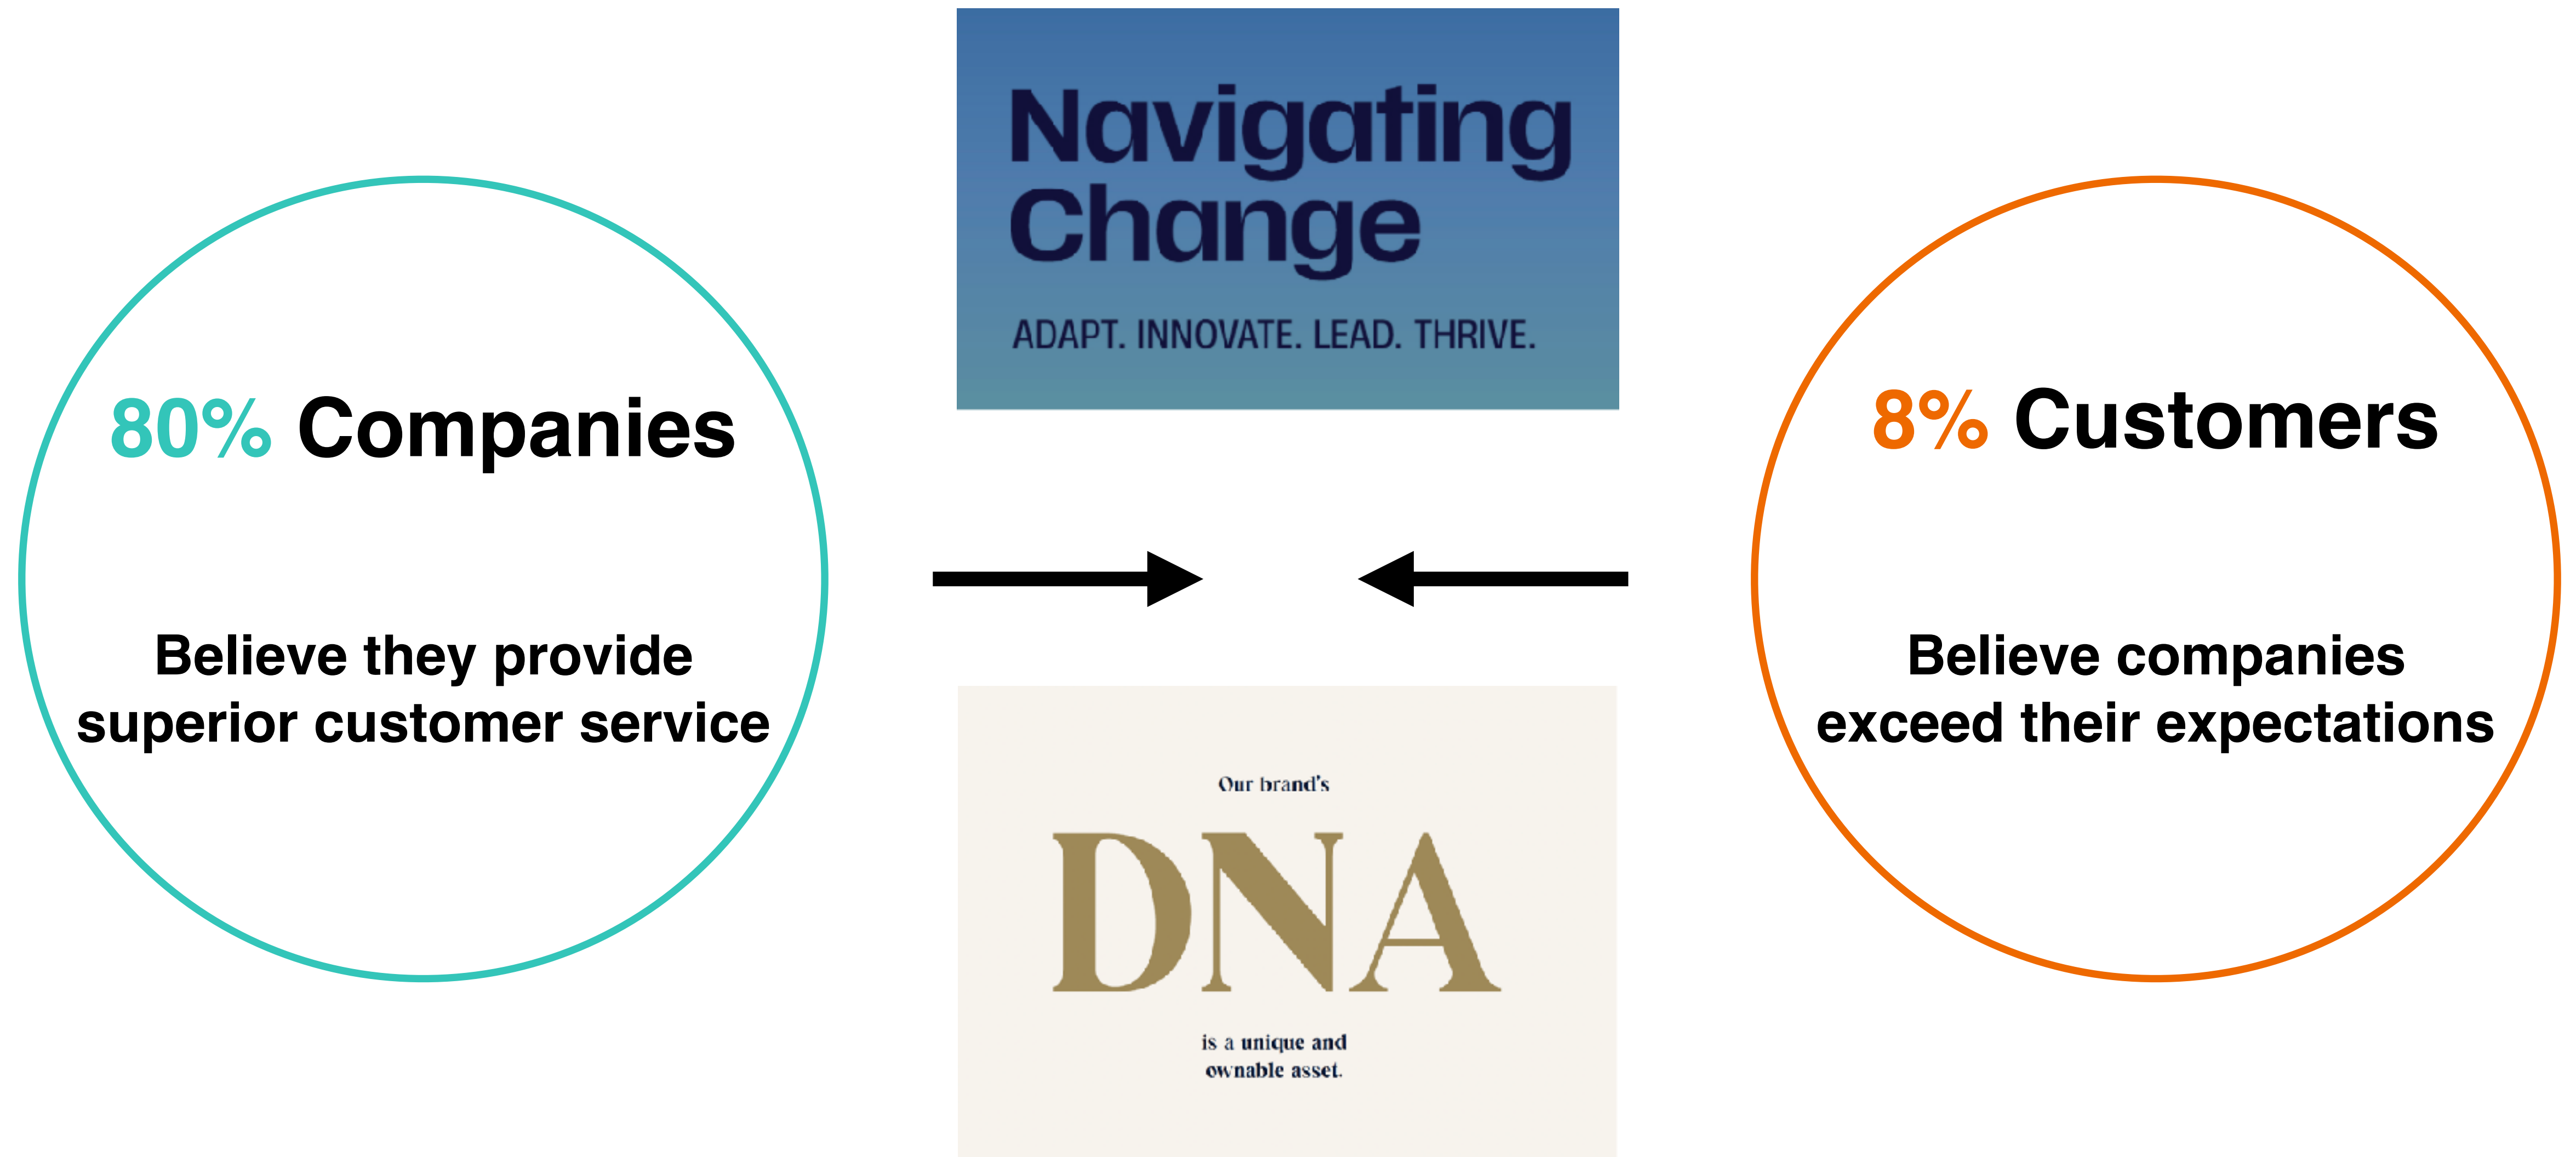 80% Companies
Believe they provide
superior customer service
Navigating
Change
ADAPT. INNOVATE. LEAD. THRIVE.
Our brand's
DNA
is a unique and
ownable asset.
8% Customers
Believe companies
exceed their expectations